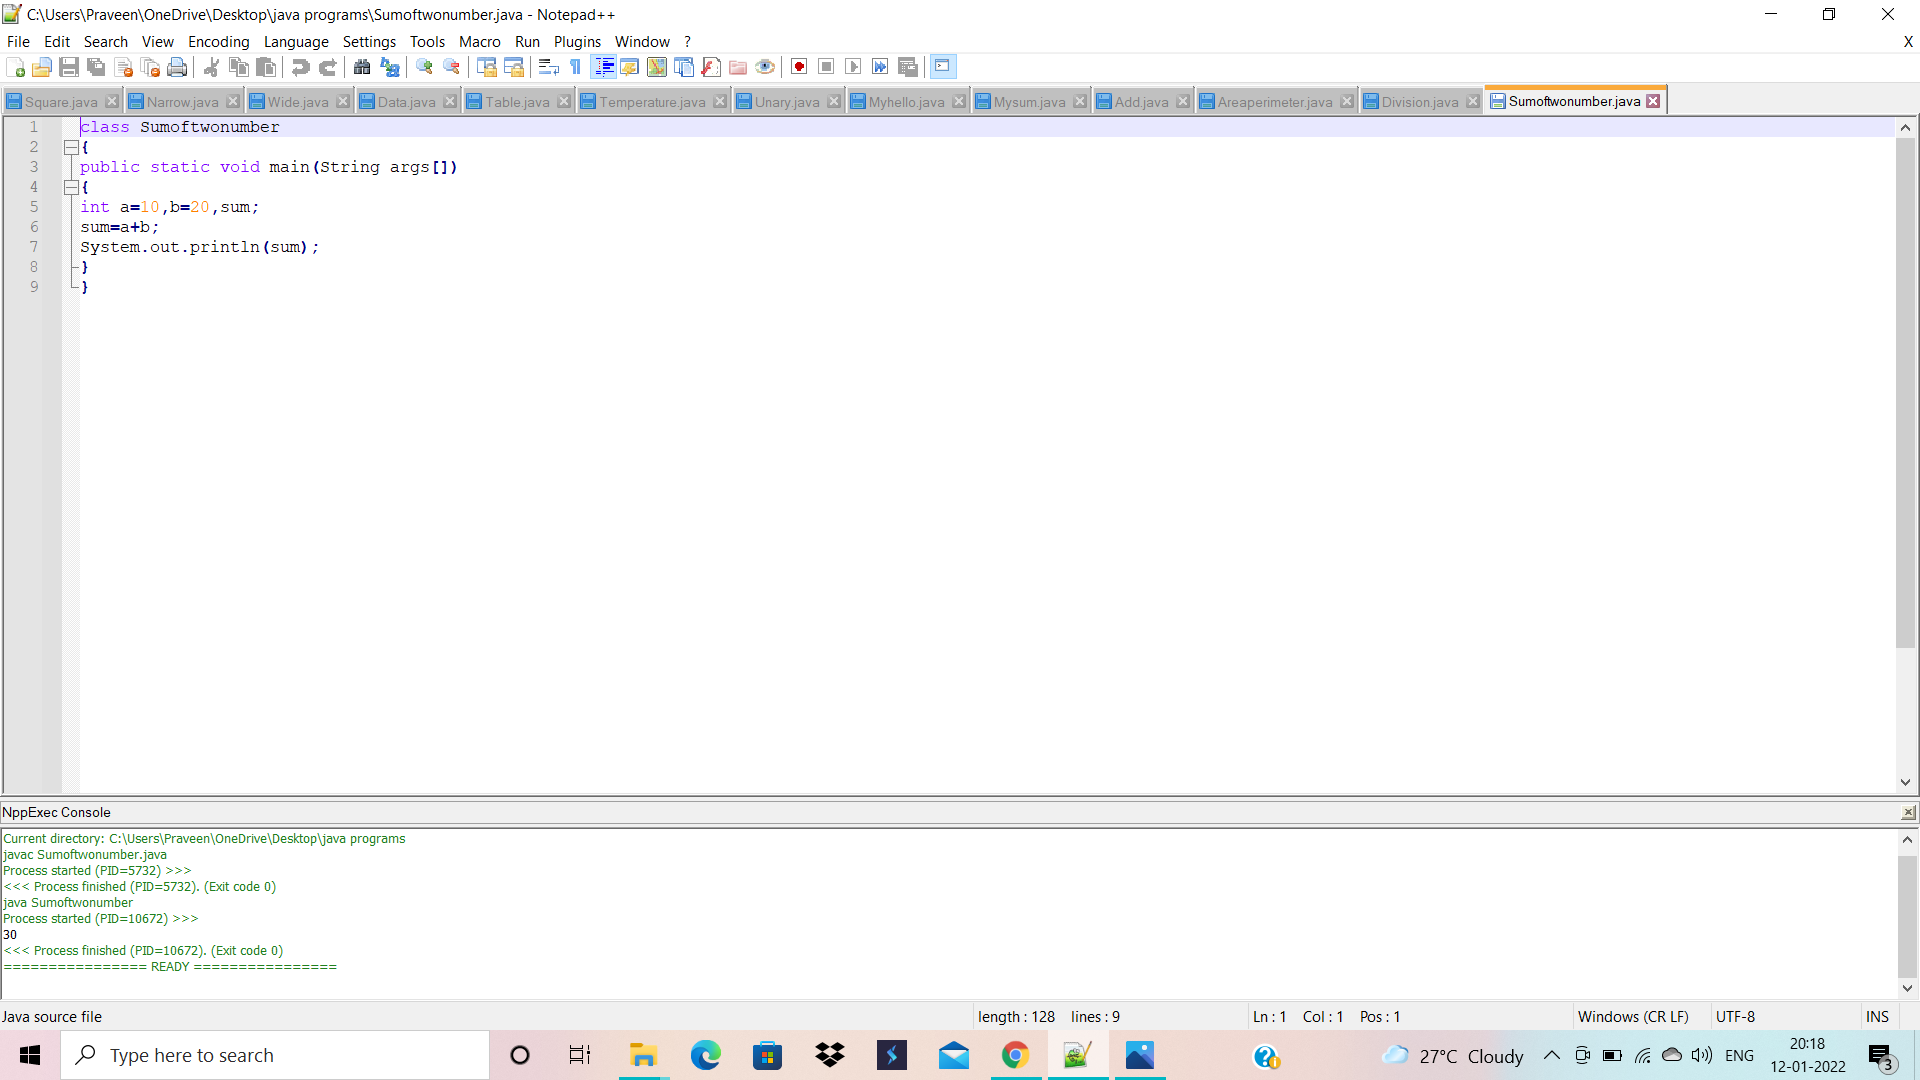 C:\Users\Praveen\OneDrive\Desktop\java programs\Sumoftwonumber.java - Notepad++
File Edit Search View Encoding Language Settings Tools Macro Run Plugins Window ? X
Square.java Narrow.java Wide.java Data.java Table.java Temperature.java Unary.java Myhello.java Mysum.java Add.java Areaperimeter.java Division.java Sumoftwonumber.java
1 class Sumoftwonumber
2 {
3 public static void main(String args[])
4 {
5 int a=10,b=20,sum;
6 sum=a+b;
7 System.out.println(sum);
8 }
9 }
NppExec Console
Current directory: C:\Users\Praveen\OneDrive\Desktop\java programs
javac Sumoftwonumber.java
Process started (PID=5732) >>>
<<< Process finished (PID=5732). (Exit code 0)
java Sumoftwonumber
Process started (PID=10672) >>>
30
<<< Process finished (PID=10672). (Exit code 0)
================ READY ================
Java source file length : 128 lines : 9 Ln : 1 Col : 1 Pos : 1 Windows (CR LF) UTF-8 INS
Type here to search 27°C Cloudy ENG 20:18 12-01-2022 3